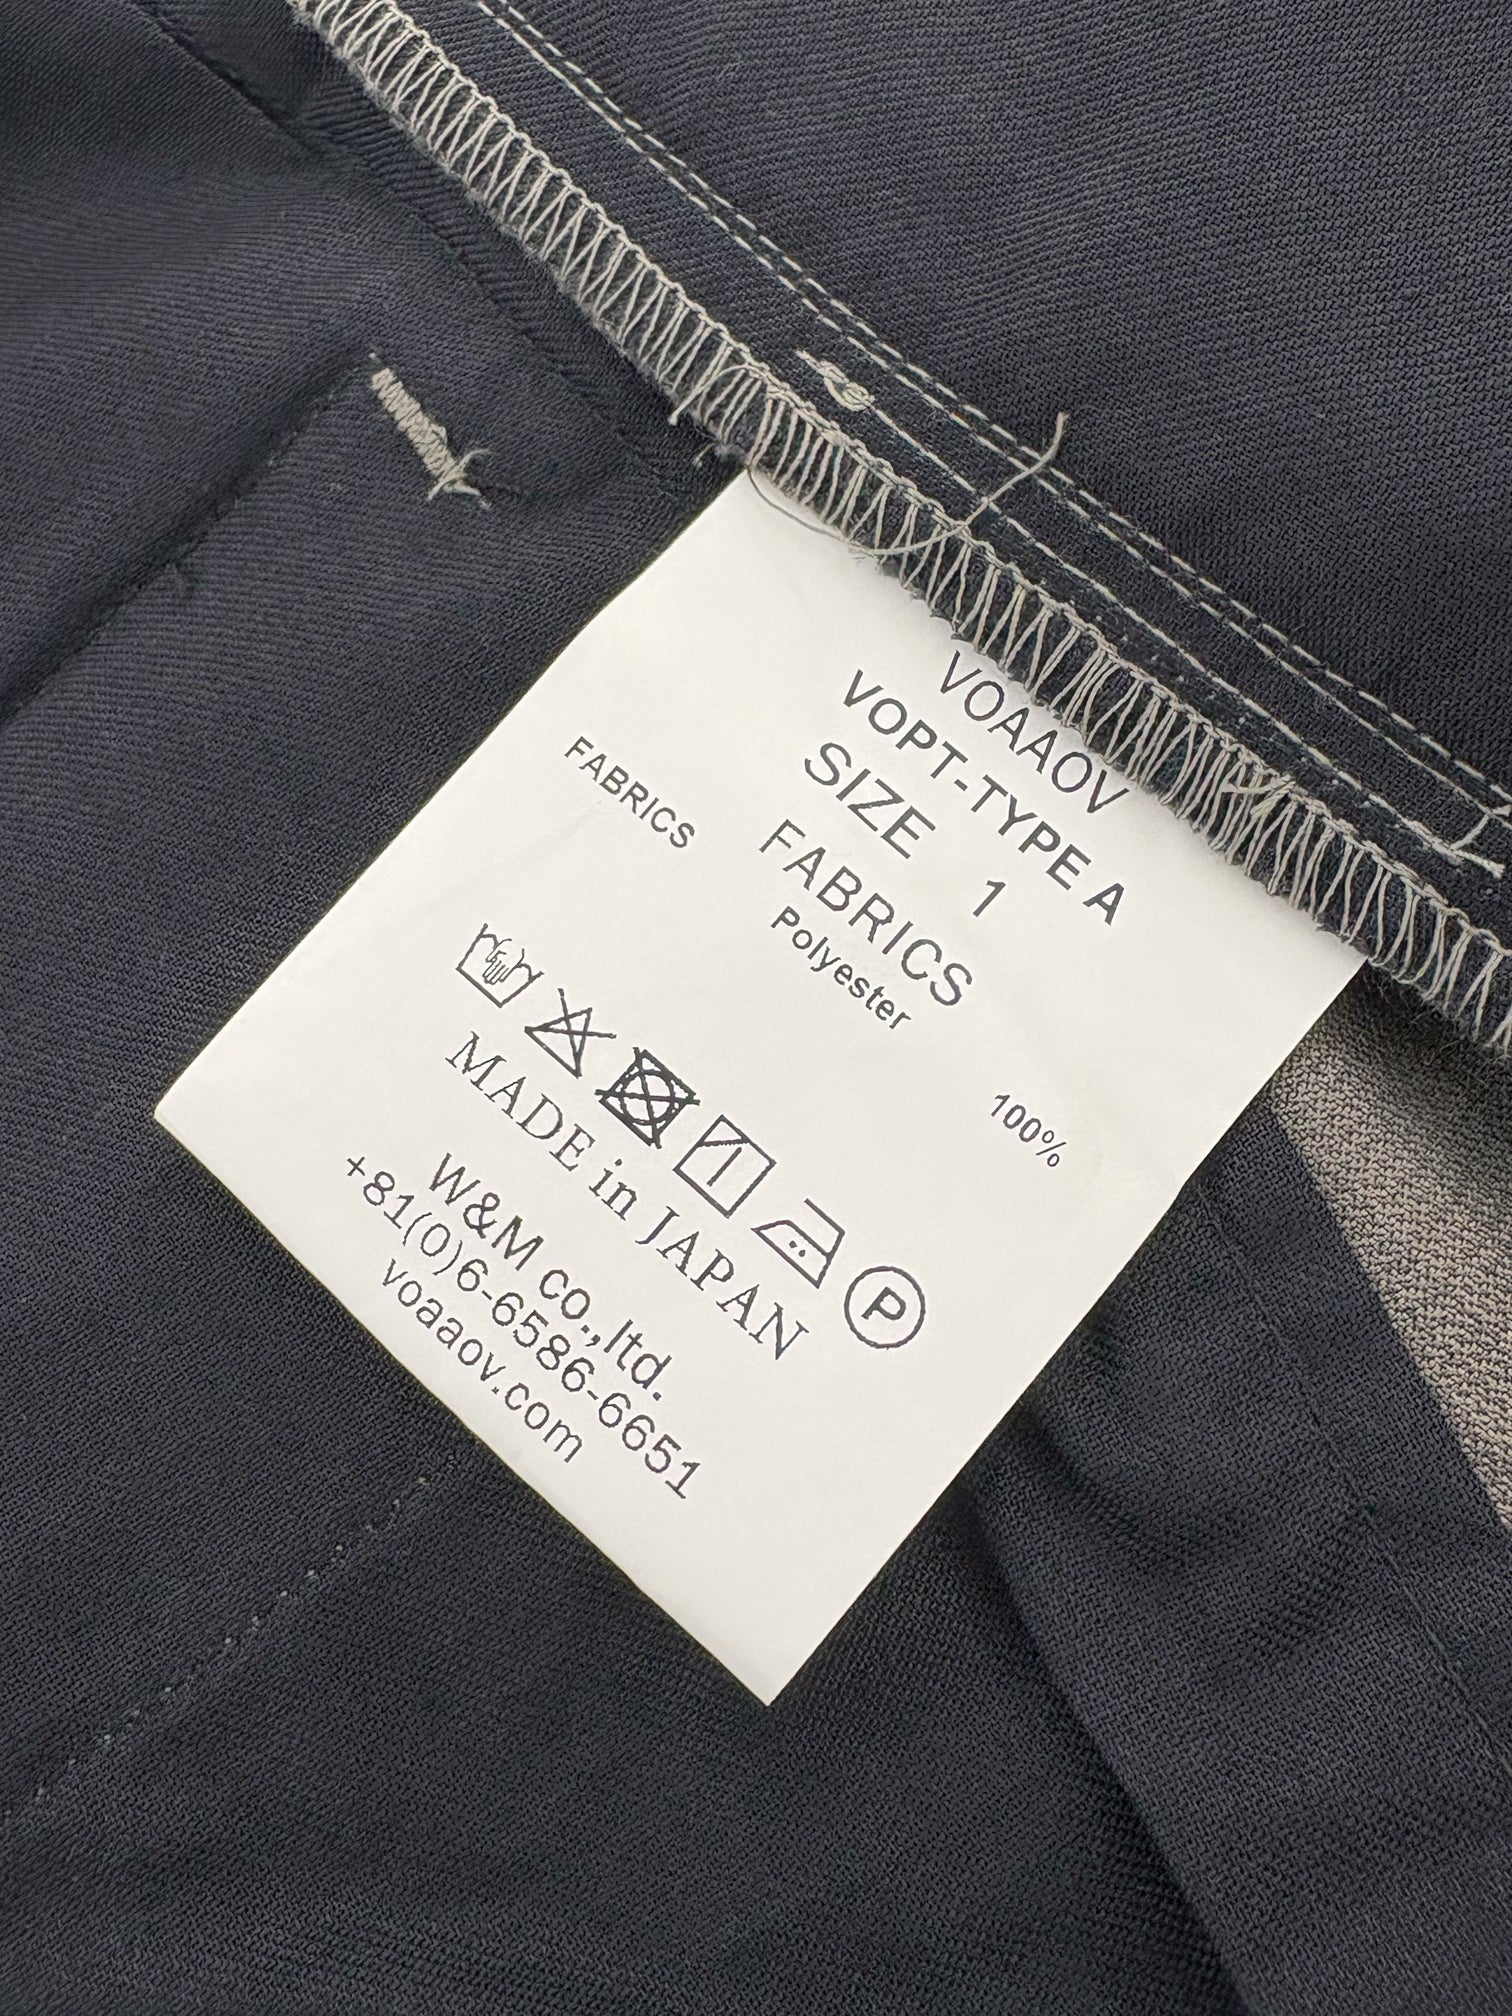 VOAAOV
VOPT-TYPE A
SIZE 1
FABRICS
FABRICS Polyester 100%
P
MADE in JAPAN
W&M co.,ltd.
+81(0)6-6586-6651
voaaov.com